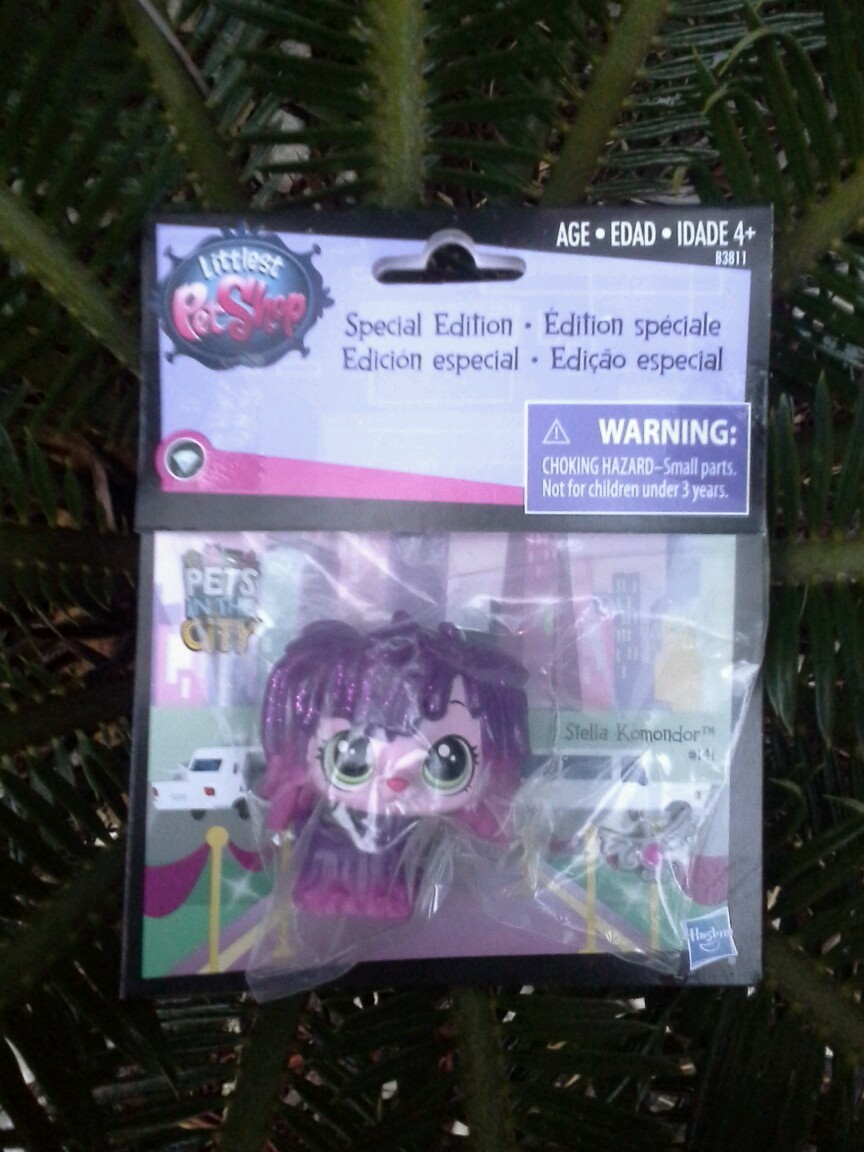 AGE • EDAD • IDADE 4+
B3811
Littlest
Pet Shop
Special Edition • Édition spéciale
Edición especial • Edição especial
WARNING:
CHOKING HAZARD–Small parts.
Not for children under 3 years.
PETS
IN THE
CITY
Stella Komondor™
#141
Hasbro